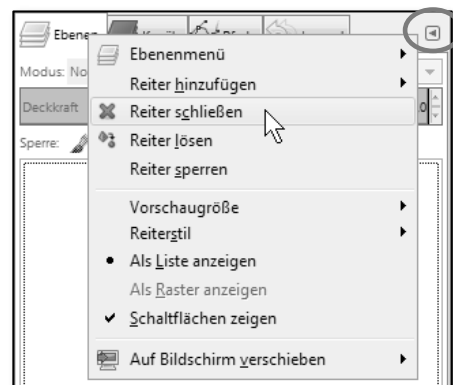 Ebenen
Modus: No
Deckkraft
Sperre:
Ebenenmenü
Reiter hinzufügen
Reiter schließen
Reiter lösen
Reiter sperren
Vorschaugröße
Reiterstil
Als Liste anzeigen
Als Raster anzeigen
Schaltflächen zeigen
Auf Bildschirm verschieben